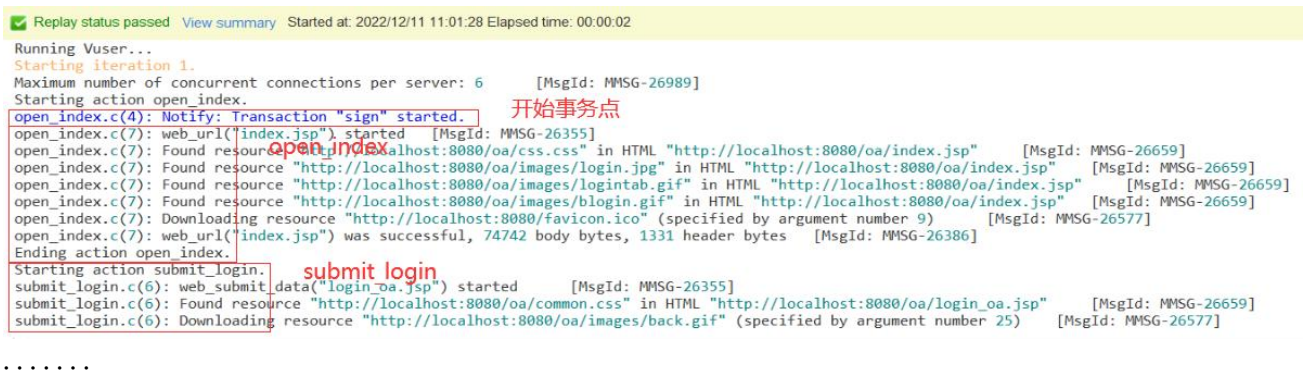 Replay status passed View summary Started at: 2022/12/11 11:01:28 Elapsed time: 00:00:02
Running Vuser...
Starting iteration 1.
Maximum number of concurrent connections per server: 6 [MsgId: MMSG-26989]
Starting action open_index.
open_index.c(4): Notify: Transaction "sign" started.
开始事务点
open_index.c(7): web_url("index.jsp") started [MsgId: MMSG-26355]
open_index
open_index.c(7): Found resource "http://localhost:8080/oa/css.css" in HTML "http://localhost:8080/oa/index.jsp" [MsgId: MMSG-26659]
open_index.c(7): Found resource "http://localhost:8080/oa/images/login.jpg" in HTML "http://localhost:8080/oa/index.jsp" [MsgId: MMSG-26659]
open_index.c(7): Found resource "http://localhost:8080/oa/images/logintab.gif" in HTML "http://localhost:8080/oa/index.jsp" [MsgId: MMSG-26659]
open_index.c(7): Found resource "http://localhost:8080/oa/images/blogin.gif" in HTML "http://localhost:8080/oa/index.jsp" [MsgId: MMSG-26659]
open_index.c(7): Downloading resource "http://localhost:8080/favicon.ico" (specified by argument number 9) [MsgId: MMSG-26577]
open_index.c(7): web_url("index.jsp") was successful, 74742 body bytes, 1331 header bytes [MsgId: MMSG-26386]
Ending action open_index.
Starting action submit_login.
submit login
submit_login.c(6): web_submit_data("login_oa.jsp") started [MsgId: MMSG-26355]
submit_login.c(6): Found resource "http://localhost:8080/oa/common.css" in HTML "http://localhost:8080/oa/login_oa.jsp" [MsgId: MMSG-26659]
submit_login.c(6): Downloading resource "http://localhost:8080/oa/images/back.gif" (specified by argument number 25) [MsgId: MMSG-26577]
.......